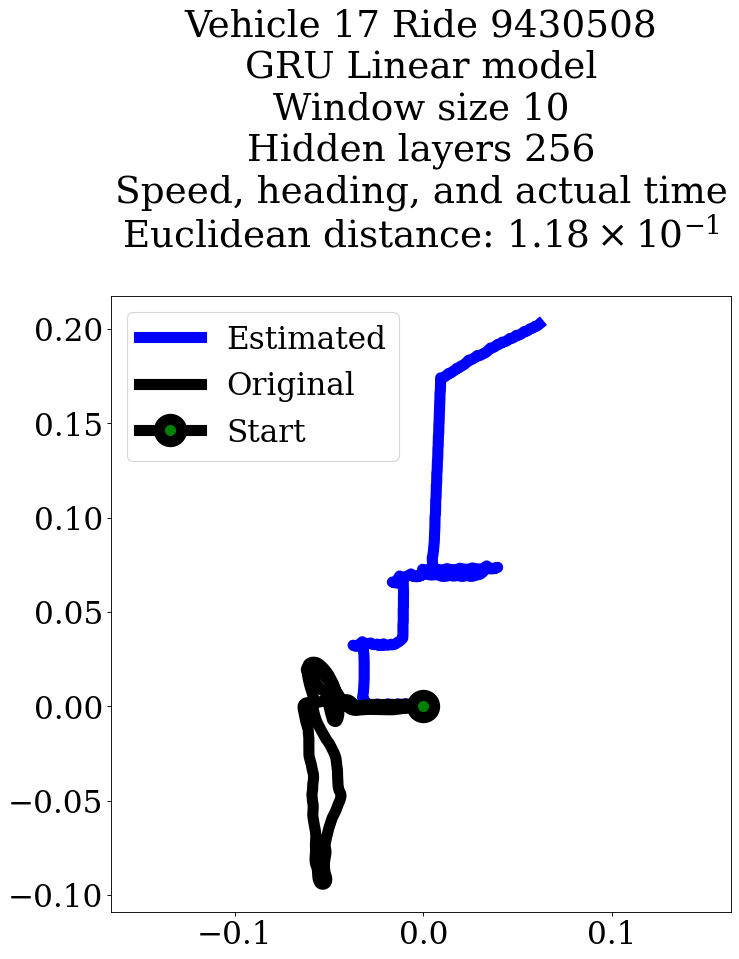 Vehicle 17 Ride 9430508
GRU Linear model
Window size 10
Hidden layers 256
Speed, heading, and actual time
Euclidean distance: 1.18 × 10⁻¹
Estimated
Original
Start
0.20
0.15
0.10
0.05
0.00
−0.05
−0.10
−0.1 0.0 0.1